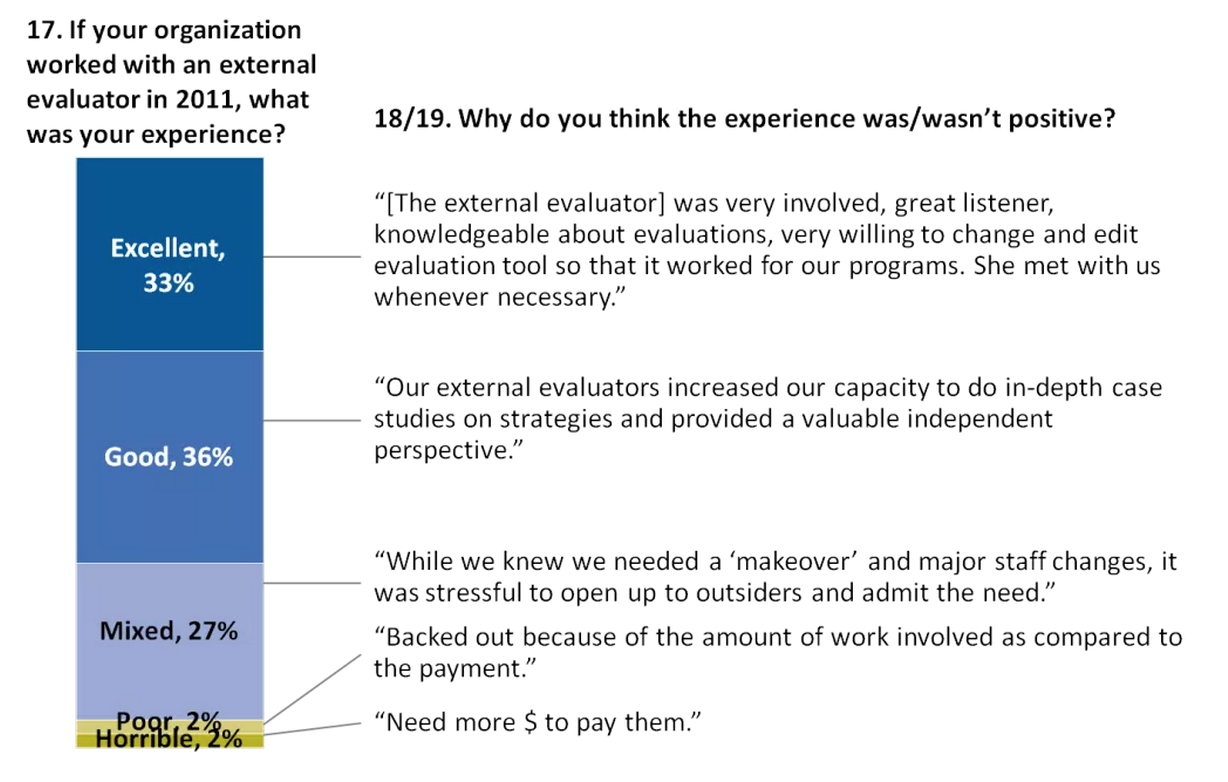 17. If your organization
worked with an external
evaluator in 2011, what
was your experience?
18/19. Why do you think the experience was/wasn’t positive?
Excellent,
33%
“[The external evaluator] was very involved, great listener,
knowledgeable about evaluations, very willing to change and edit
evaluation tool so that it worked for our programs. She met with us
whenever necessary.”
Good, 36%
“Our external evaluators increased our capacity to do in-depth case
studies on strategies and provided a valuable independent
perspective.”
Mixed, 27%
“While we knew we needed a ‘makeover’ and major staff changes, it
was stressful to open up to outsiders and admit the need.”
Poor, 2%
“Backed out because of the amount of work involved as compared to
the payment.”
Horrible, 2%
“Need more $ to pay them.”